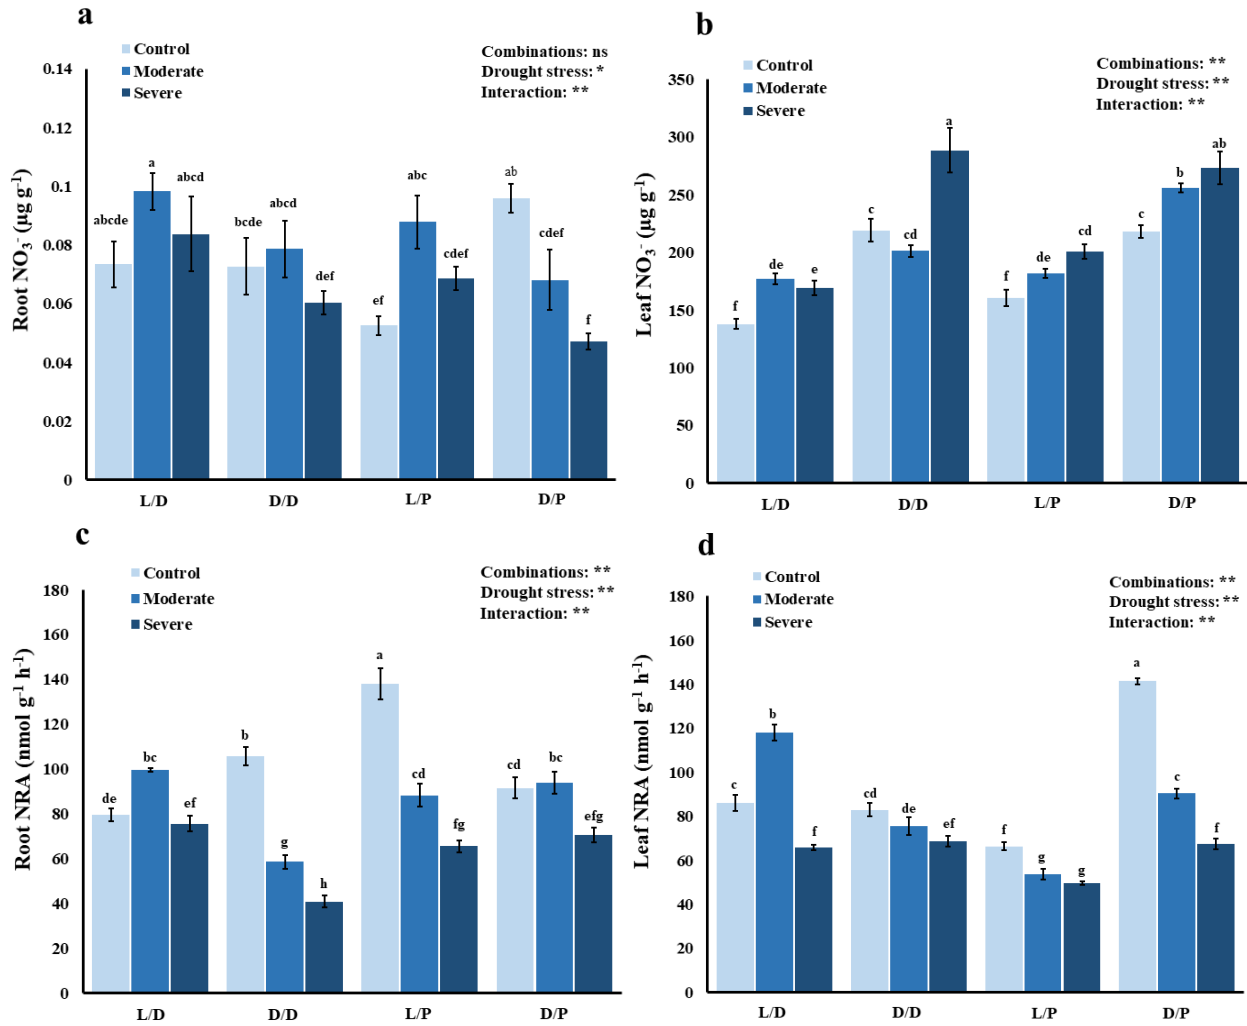 a
Control
Moderate
Severe
Combinations: ns
Drought stress: *
Interaction: **
Root NO₃⁻ (µg g⁻¹)
0.14
0.12
0.1
0.08
0.06
0.04
0.02
0
abcde
a
abcd
bcde
abcd
def
ef
abc
cdef
ab
cdef
f
L/D
D/D
L/P
D/P
b
Control
Moderate
Severe
Combinations: **
Drought stress: **
Interaction: **
Leaf NO₃⁻ (µg g⁻¹)
350
300
250
200
150
100
50
0
f
de
e
c
cd
a
f
de
cd
c
b
ab
L/D
D/D
L/P
D/P
c
Control
Moderate
Severe
Combinations: **
Drought stress: **
Interaction: **
Root NRA (nmol g⁻¹ h⁻¹)
180
160
140
120
100
80
60
40
20
0
de
bc
ef
b
g
h
a
cd
fg
cd
bc
efg
L/D
D/D
L/P
D/P
d
Control
Moderate
Severe
Combinations: **
Drought stress: **
Interaction: **
Leaf NRA (nmol g⁻¹ h⁻¹)
180
160
140
120
100
80
60
40
20
0
c
b
f
cd
de
ef
f
g
g
a
c
f
L/D
D/D
L/P
D/P